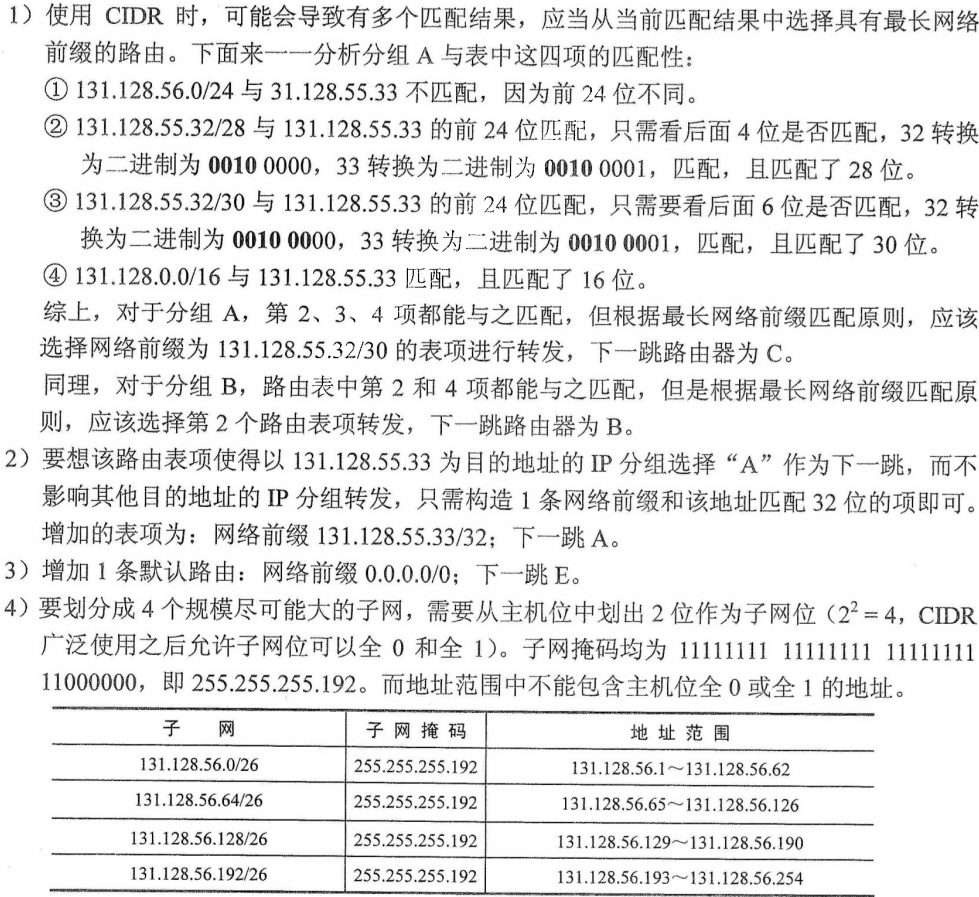 1）使用 CIDR 时，可能会导致有多个匹配结果，应当从当前匹配结果中选择具有最长网络
前缀的路由。下面来一一分析分组 A 与表中这四项的匹配性：
① 131.128.56.0/24 与 31.128.55.33 不匹配，因为前 24 位不同。
② 131.128.55.32/28 与 131.128.55.33 的前 24 位匹配，只需看后面 4 位是否匹配，32 转换
为二进制为 0010 0000，33 转换为二进制为 0010 0001，匹配，且匹配了 28 位。
③ 131.128.55.32/30 与 131.128.55.33 的前 24 位匹配，只需要看后面 6 位是否匹配，32 转
换为二进制为 0010 0000，33 转换为二进制为 0010 0001，匹配，且匹配了 30 位。
④ 131.128.0.0/16 与 131.128.55.33 匹配，且匹配了 16 位。
综上，对于分组 A，第 2、3、4 项都能与之匹配，但根据最长网络前缀匹配原则，应该
选择网络前缀为 131.128.55.32/30 的表项进行转发，下一跳路由器为 C。
同理，对于分组 B，路由表中第 2 和 4 项都能与之匹配，但是根据最长网络前缀匹配原
则，应该选择第 2 个路由表项转发，下一跳路由器为 B。
2）要想该路由表项使得以 131.128.55.33 为目的地址的 IP 分组选择“A”作为下一跳，而不
影响其他目的地址的 IP 分组转发，只需构造 1 条网络前缀和该地址匹配 32 位的项即可。
增加的表项为：网络前缀 131.128.55.33/32；下一跳 A。
3）增加 1 条默认路由：网络前缀 0.0.0.0/0；下一跳 E。
4）要划分成 4 个规模尽可能大的子网，需要从主机位中划出 2 位作为子网位（2² = 4，CIDR
广泛使用之后允许子网位可以全 0 和全 1）。子网掩码均为 11111111 11111111 11111111
11000000，即 255.255.255.192。而地址范围中不能包含主机位全 0 或全 1 的地址。
子 网 子 网 掩 码 地 址 范 围
131.128.56.0/26 255.255.255.192 131.128.56.1～131.128.56.62
131.128.56.64/26 255.255.255.192 131.128.56.65～131.128.56.126
131.128.56.128/26 255.255.255.192 131.128.56.129～131.128.56.190
131.128.56.192/26 255.255.255.192 131.128.56.193～131.128.56.254